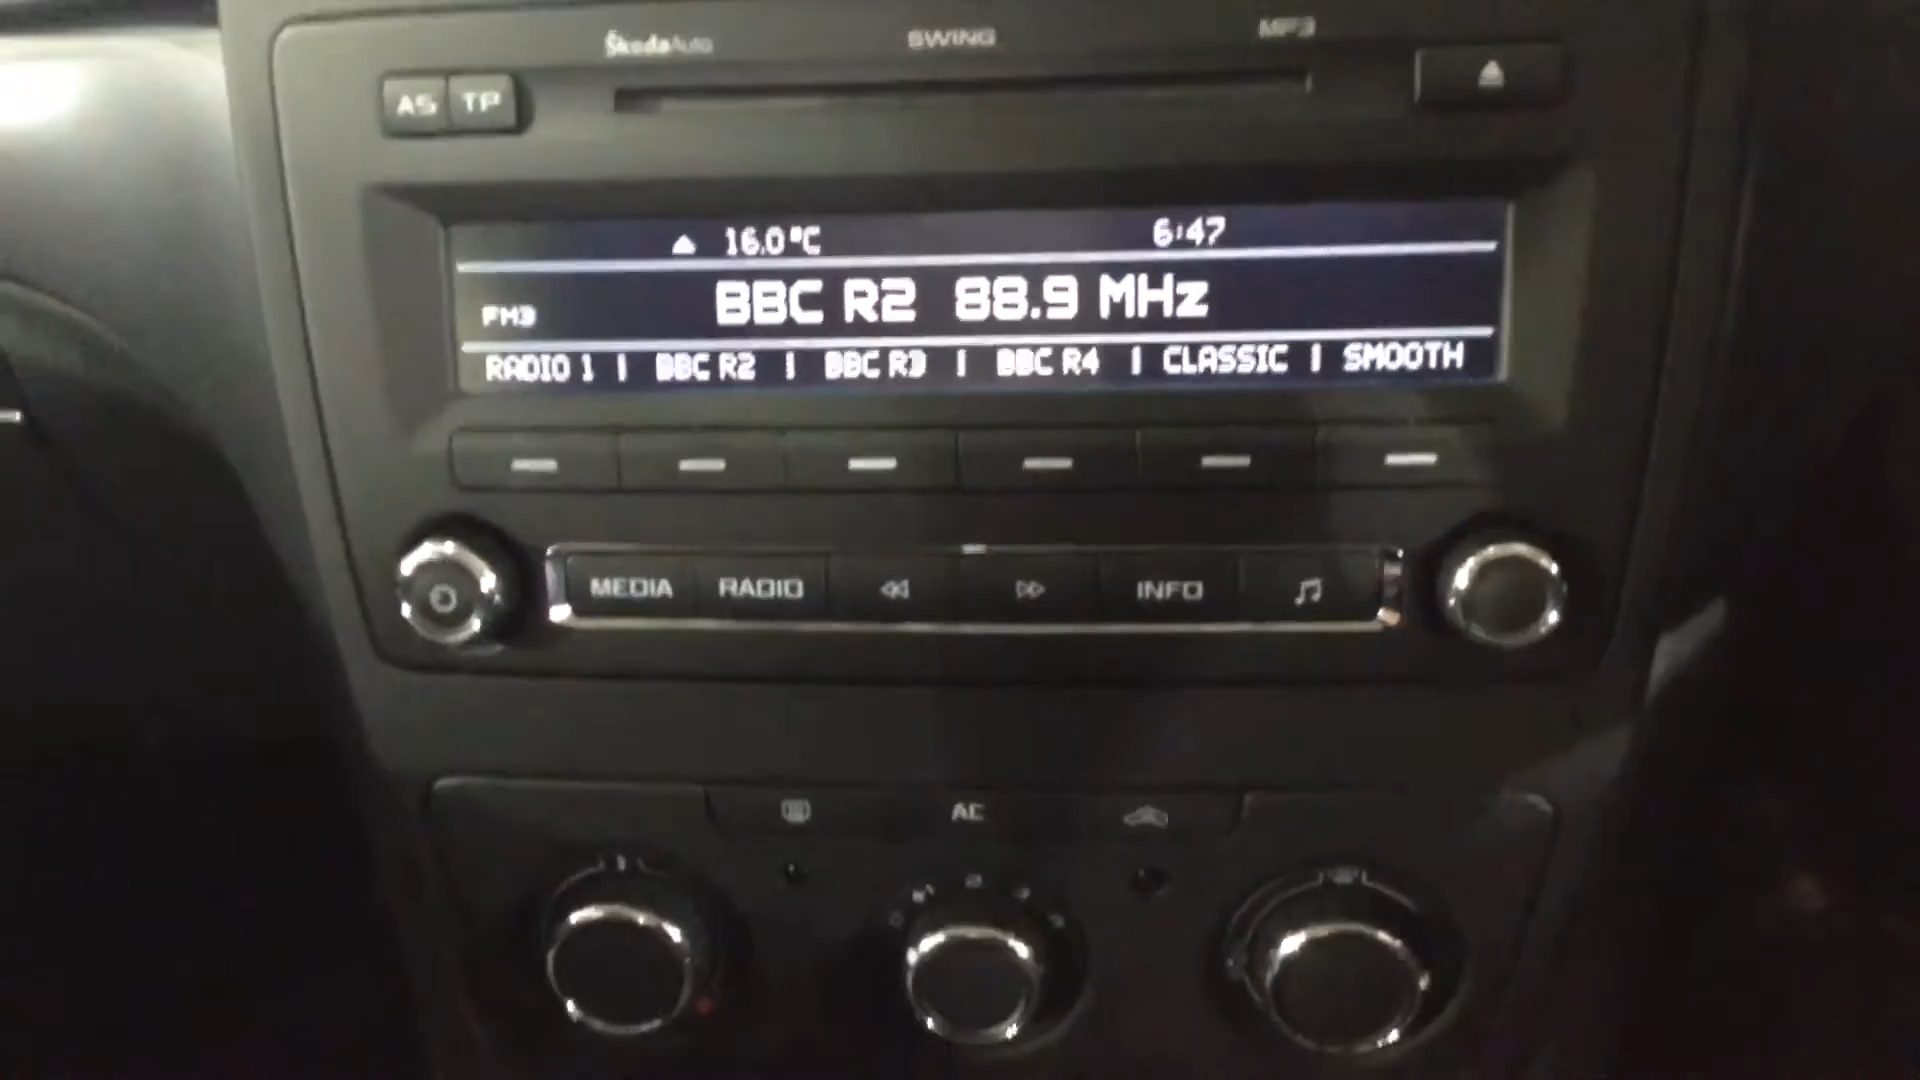 ŠkodaAuto SWING MP3
AS TP
16.0°C 6:47
FM3 BBC R2 88.9 MHz
RADIO 1 | BBC R2 | BBC R3 | BBC R4 | CLASSIC | SMOOTH
MEDIA RADIO INFO
AC